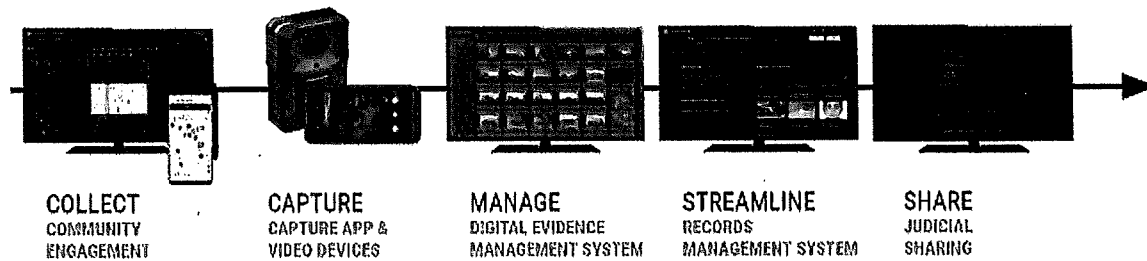 COLLECT
COMMUNITY
ENGAGEMENT
CAPTURE
CAPTURE APP &
VIDEO DEVICES
MANAGE
DIGITAL EVIDENCE
MANAGEMENT SYSTEM
STREAMLINE
RECORDS
MANAGEMENT SYSTEM
SHARE
JUDICIAL
SHARING